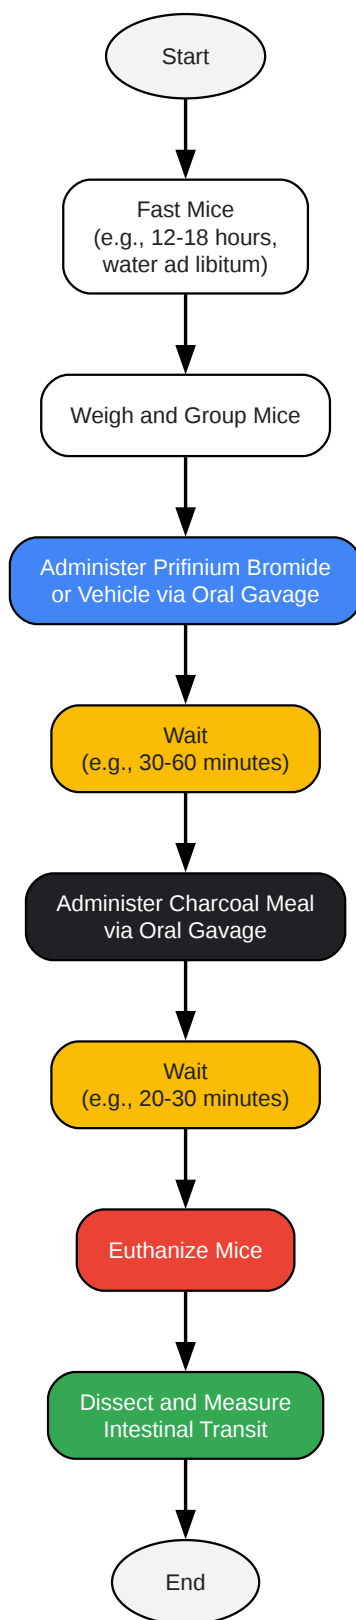 Start
Fast Mice
(e.g., 12-18 hours,
water ad libitum)
Weigh and Group Mice
Administer Prifinium Bromide
or Vehicle via Oral Gavage
Wait
(e.g., 30-60 minutes)
Administer Charcoal Meal
via Oral Gavage
Wait
(e.g., 20-30 minutes)
Euthanize Mice
Dissect and Measure
Intestinal Transit
End